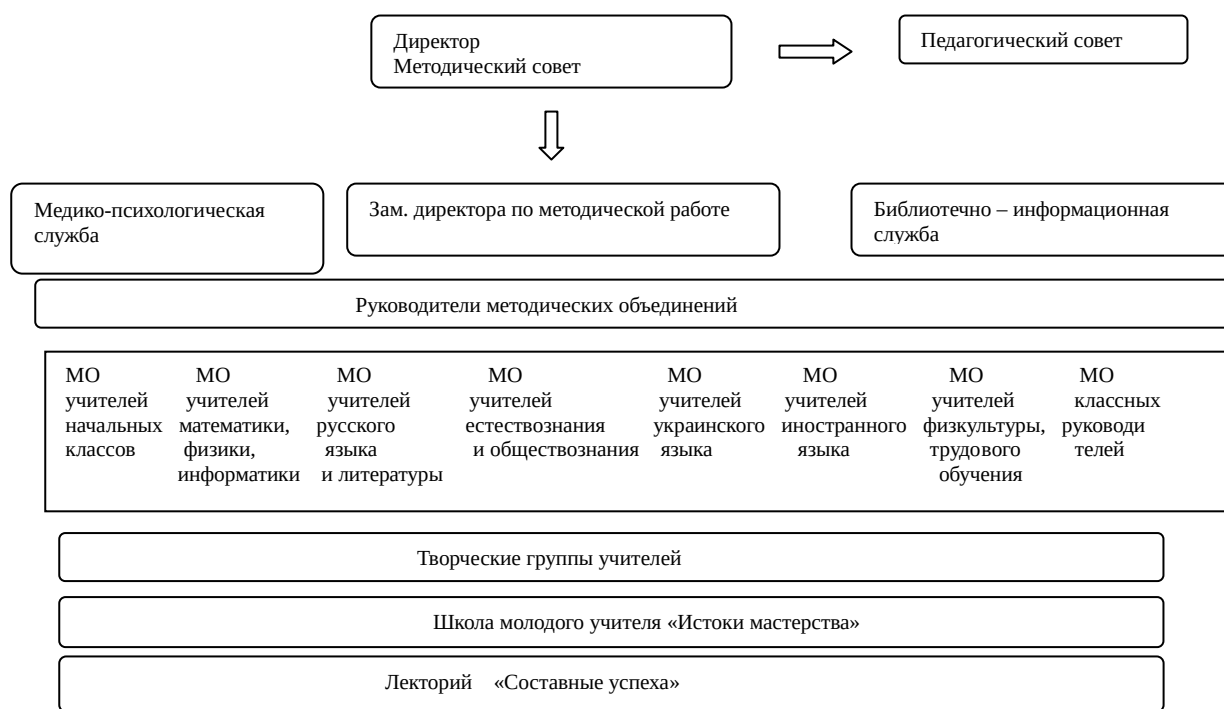 Директор
Методический совет
Педагогический совет
Медико-психологическая
служба
Зам. директора по методической работе
Библиотечно – информационная
служба
Руководители методических объединений
МО МО МО МО МО МО МО МО
учителей учителей учителей учителей учителей учителей учителей классных
начальных математики, русского естествознания украинского иностранного физкультуры, руководи
классов физики, языка и обществознания языка языка трудового телей
информатики и литературы обучения
Творческие группы учителей
Школа молодого учителя «Истоки мастерства»
Лекторий «Составные успеха»